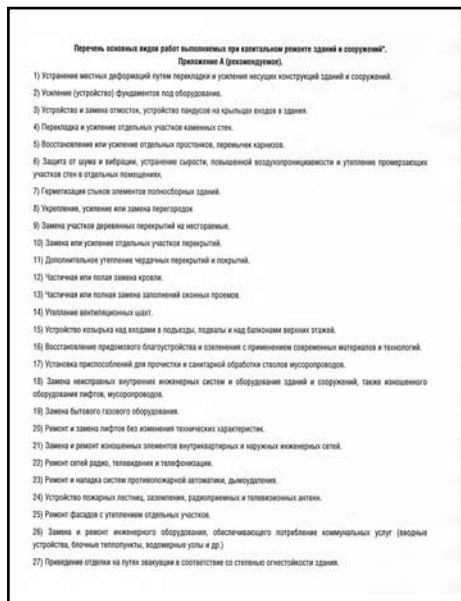 Перечень основных видов работ выполняемых при капитальном ремонте зданий и сооружений*.
Приложение А (рекомендуемое).
1) Устранение местных деформаций путем перекладки и усиления несущих конструкций зданий и сооружений.
2) Усиление (устройство) фундаментов под оборудование.
3) Устройство и замена отмосток, устройство пандусов на крыльцах входов в здания.
4) Перекладка и усиление отдельных участков каменных стен.
5) Восстановление или усиление отдельных простенков, перемычек карнизов.
6) Защита от шума и вибрации, устранение сырости, повышенной воздухопроницаемости и утепление промерзающих
участков стен в отдельных помещениях.
7) Герметизация стыков элементов полносборных зданий.
8) Укрепление, усиление или замена перегородок
9) Замена участков деревянных перекрытий на несгораемые.
10) Замена или усиление отдельных участков перекрытий.
11) Дополнительное утепление чердачных перекрытий и покрытий.
12) Частичная или полая замена кровли.
13) Частичная или полная замена заполнений оконных проемов.
14) Утепление вентиляционных шахт.
15) Устройство козырька над входами в подъезды, подвалы и над балконами верхних этажей.
16) Восстановление придомового благоустройства и озеленения с применением современных материалов и технологий.
17) Установка приспособлений для прочистки и санитарной обработки стволов мусоропроводов.
18) Замена неисправных внутренних инженерных систем и оборудования зданий и сооружений, также изношенного
оборудования лифтов, мусоропроводов.
19) Замена бытового газового оборудования.
20) Ремонт и замена лифтов без изменения технических характеристик.
21) Замена и ремонт изношенных элементов внутриквартирных и наружных инженерных сетей.
22) Ремонт сетей радио, телевидения и телефонизации.
23) Ремонт и наладка систем противопожарной автоматики, дымоудаления.
24) Устройство пожарных лестниц, заземления, радиоприемных и телевизионных антенн.
25) Ремонт фасадов с утеплением отдельных участков.
26) Замена и ремонт инженерного оборудования, обеспечивающего потребление коммунальных услуг (вводные
устройства, блочные теплопункты, водомерные узлы и др.)
27) Приведение отделки на путях эвакуации в соответствие со степенью огнестойкости здания.